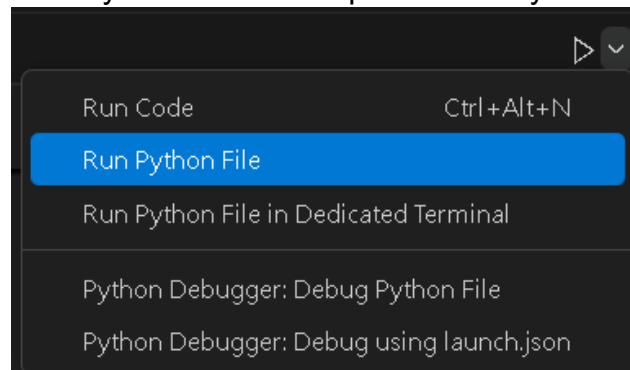 Run Code Ctrl+Alt+N
Run Python File
Run Python File in Dedicated Terminal
Python Debugger: Debug Python File
Python Debugger: Debug using launch.json